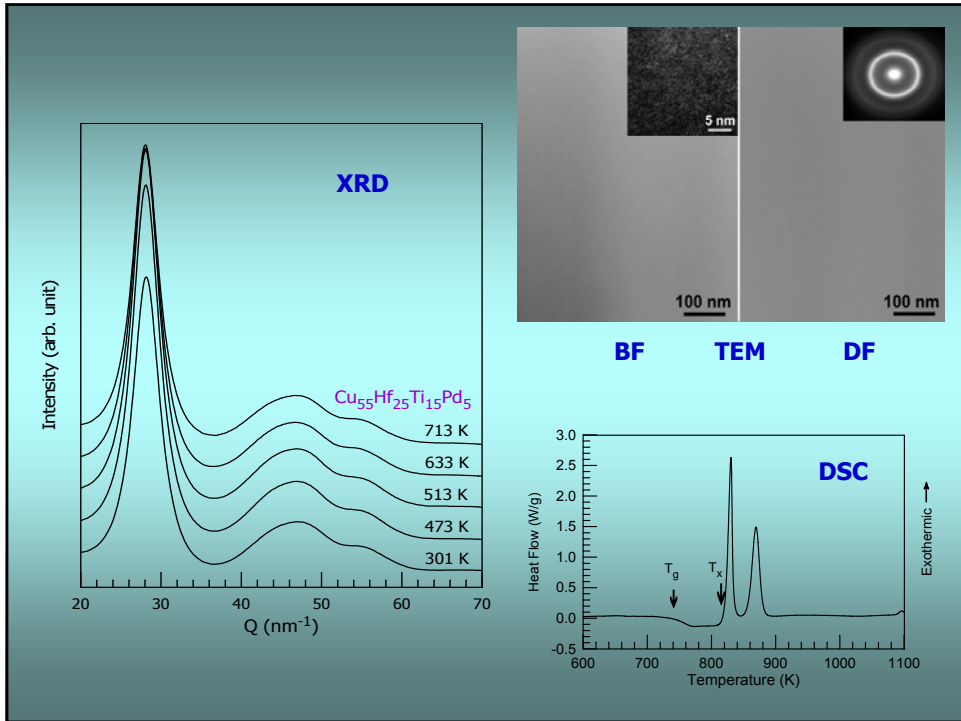 XRD
Intensity (arb. unit)
Cu₅₅Hf₂₅Ti₁₅Pd₅
713 K
633 K
513 K
473 K
301 K
20 30 40 50 60 70
Q (nm⁻¹)
5 nm
100 nm
100 nm
BF TEM DF
DSC
Heat Flow (W/g)
3.0
2.5
2.0
1.5
1.0
0.5
0.0
-0.5
Tg
Tx
Exothermic →
600 700 800 900 1000 1100
Temperature (K)